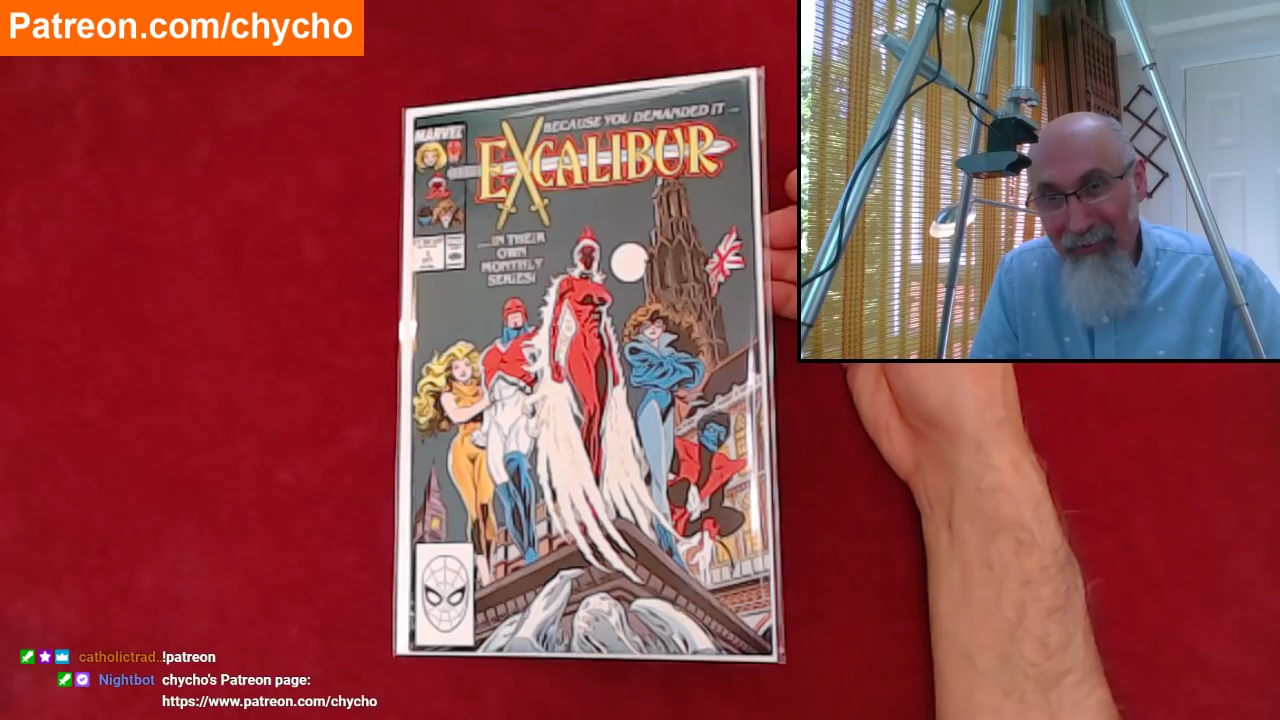 Patreon.com/chycho
BECAUSE YOU DEMANDED IT ...
MARVEL
EXCALIBUR
...IN THEIR
OWN
MONTHLY
SERIES!
catholictrad..!patreon
Nightbot chycho's Patreon page:
https://www.patreon.com/chycho